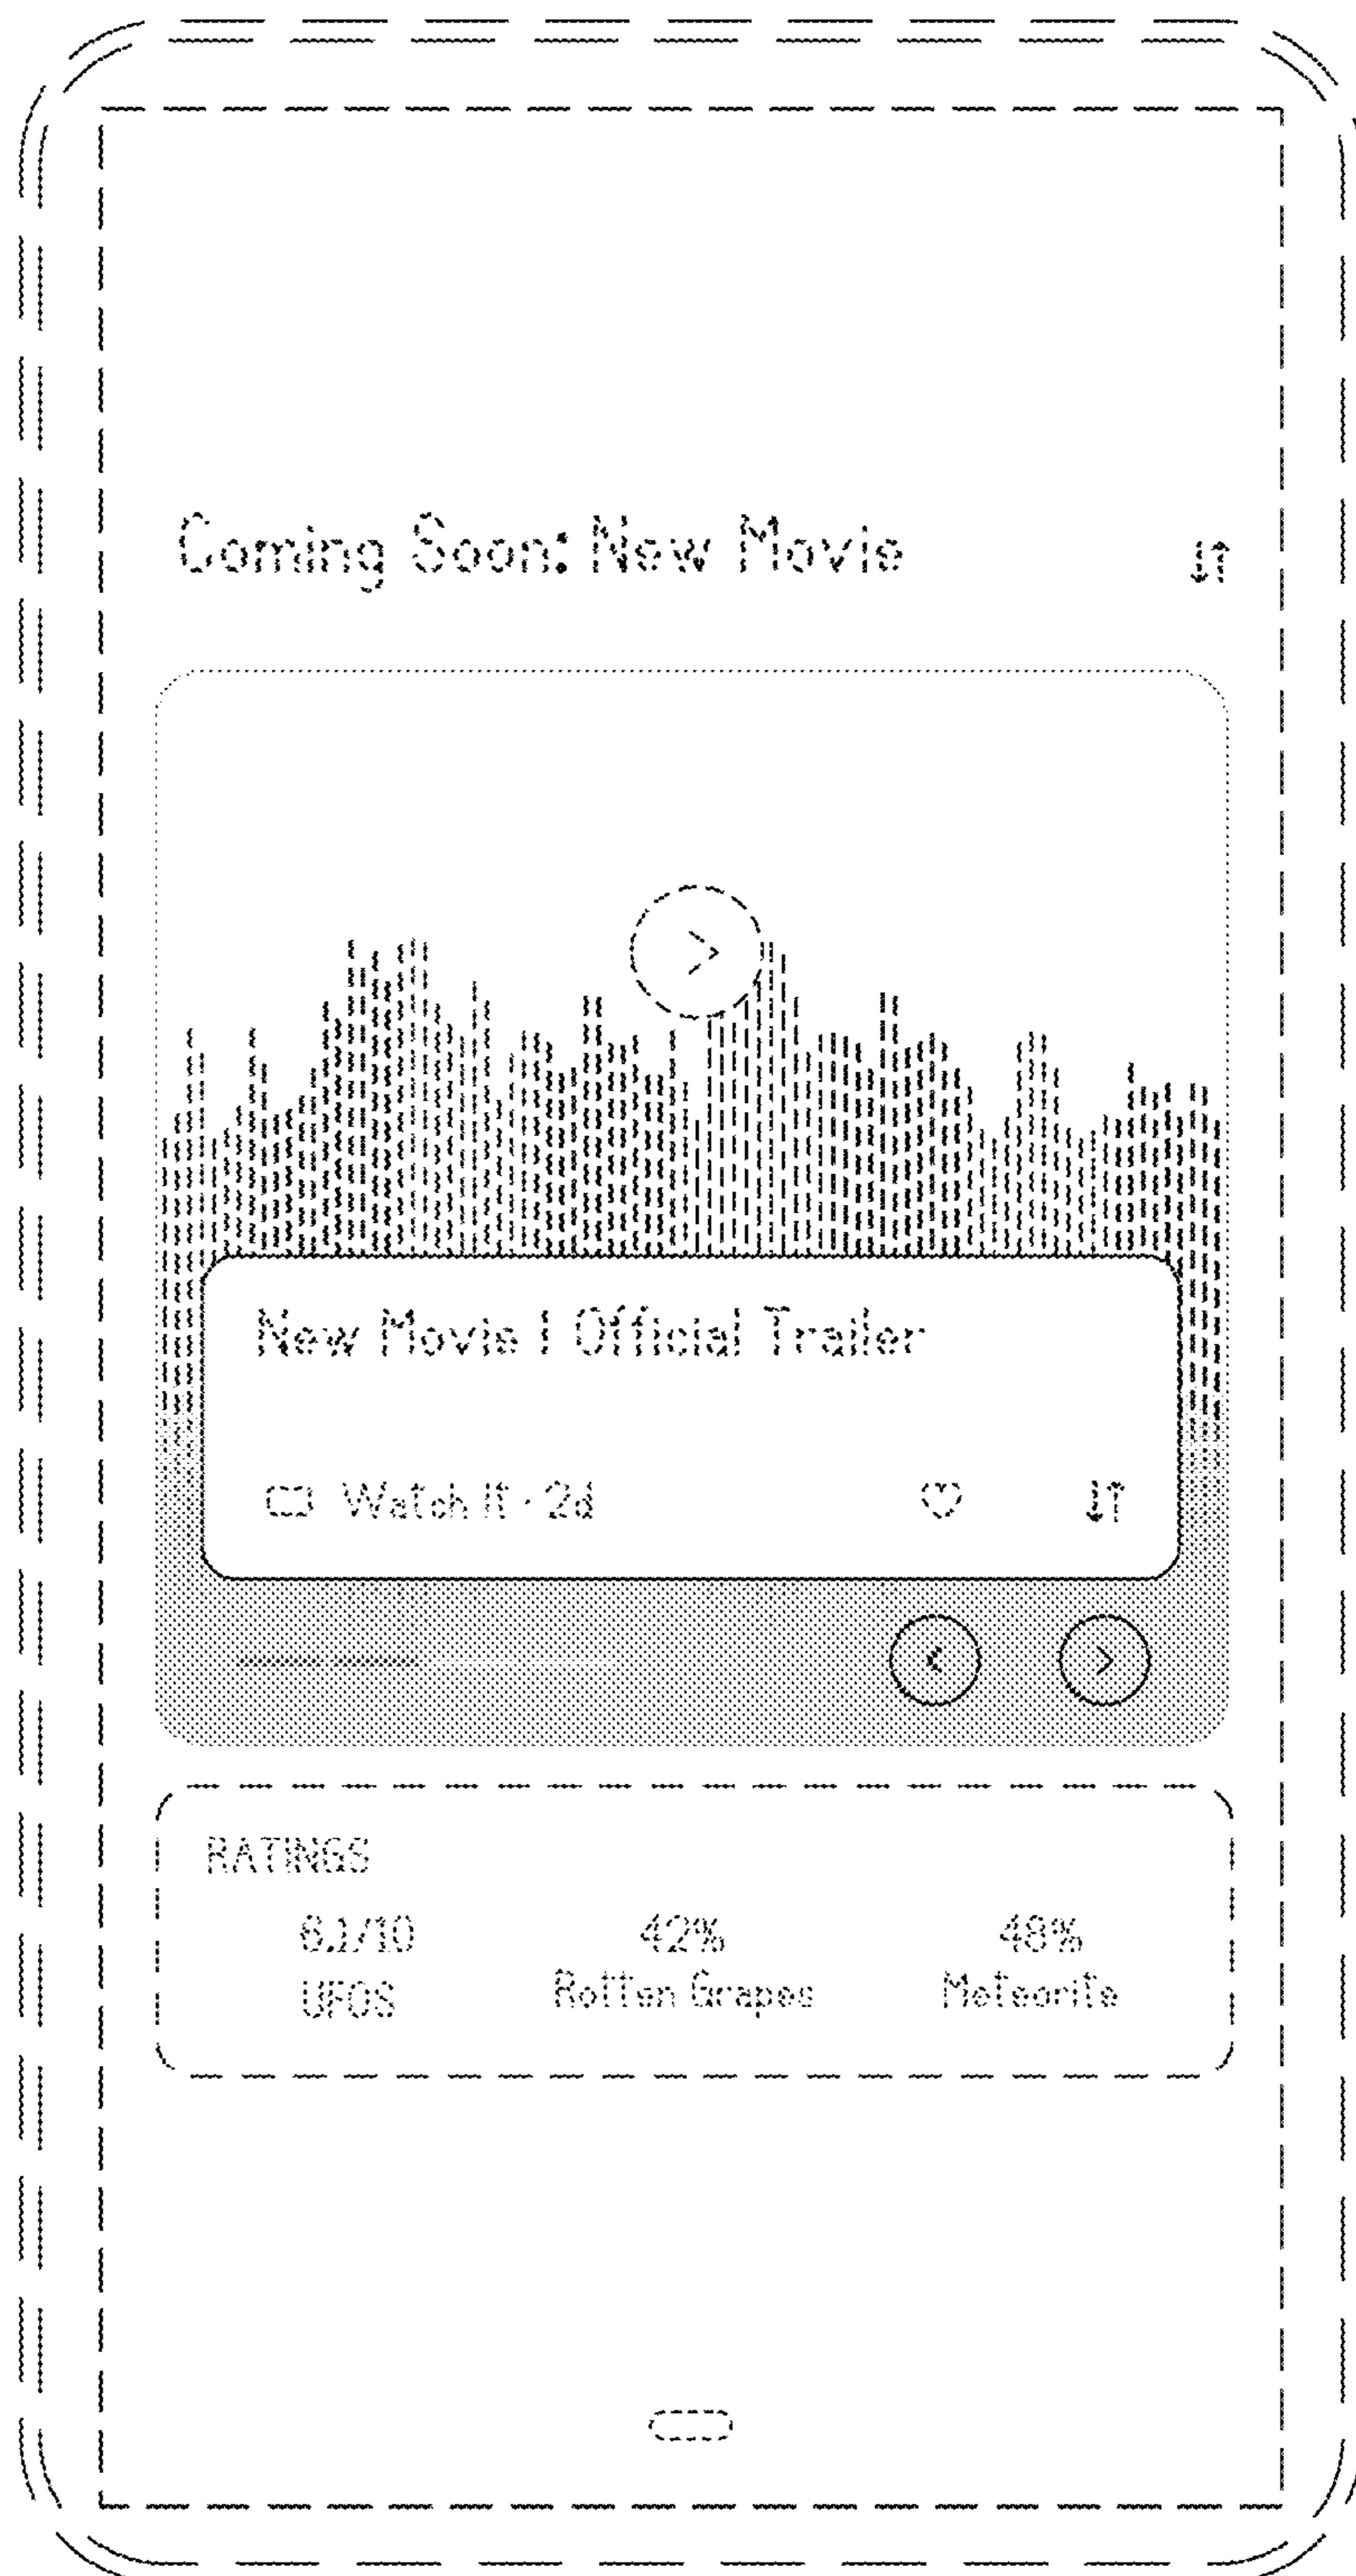 Coming Soon: New Movie
New Movie | Official Trailer
Watch It · 2d
RATINGS
6.1/10 42% 48%
UFOS Rotten Grapes Meteorite